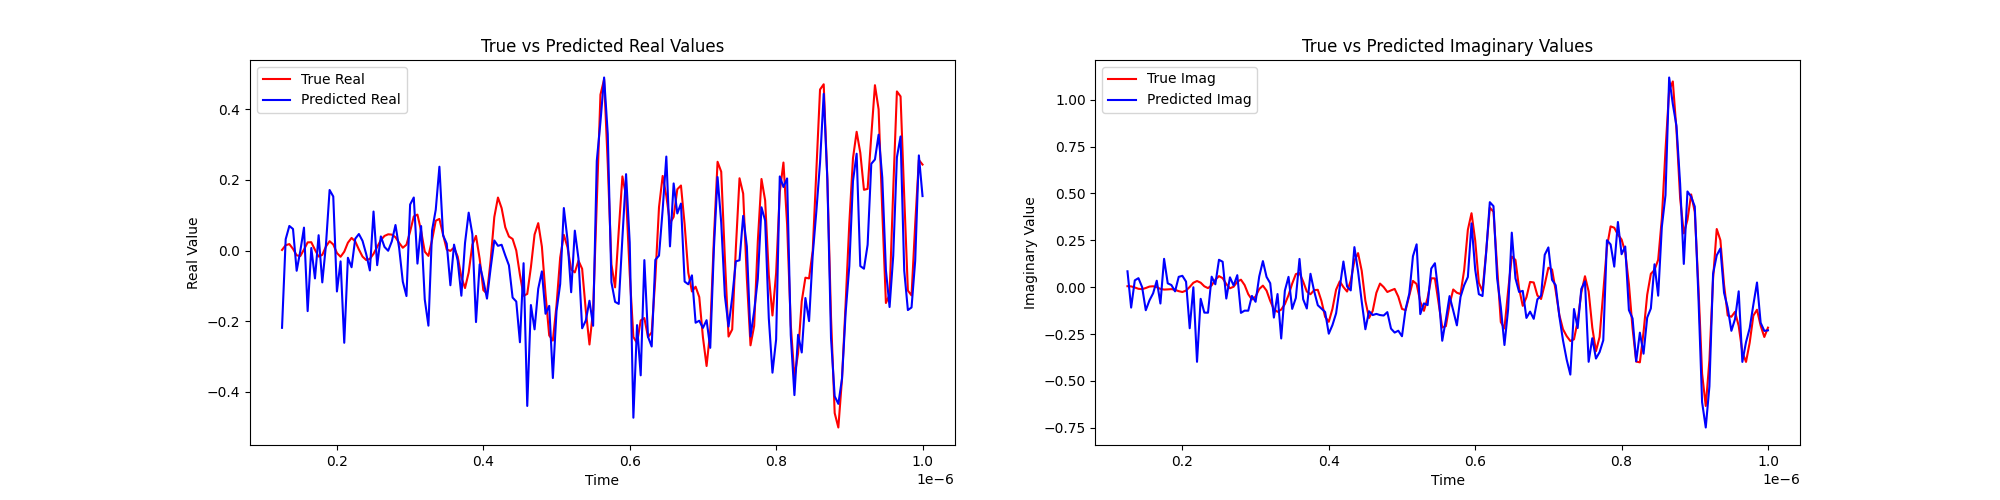 True vs Predicted Real Values
True Real
Predicted Real
Real Value
0.4
0.2
0.0
−0.2
−0.4
0.2
0.4
0.6
0.8
1.0
1e−6
Time
True vs Predicted Imaginary Values
True Imag
Predicted Imag
Imaginary Value
1.00
0.75
0.50
0.25
0.00
−0.25
−0.50
−0.75
0.2
0.4
0.6
0.8
1.0
1e−6
Time